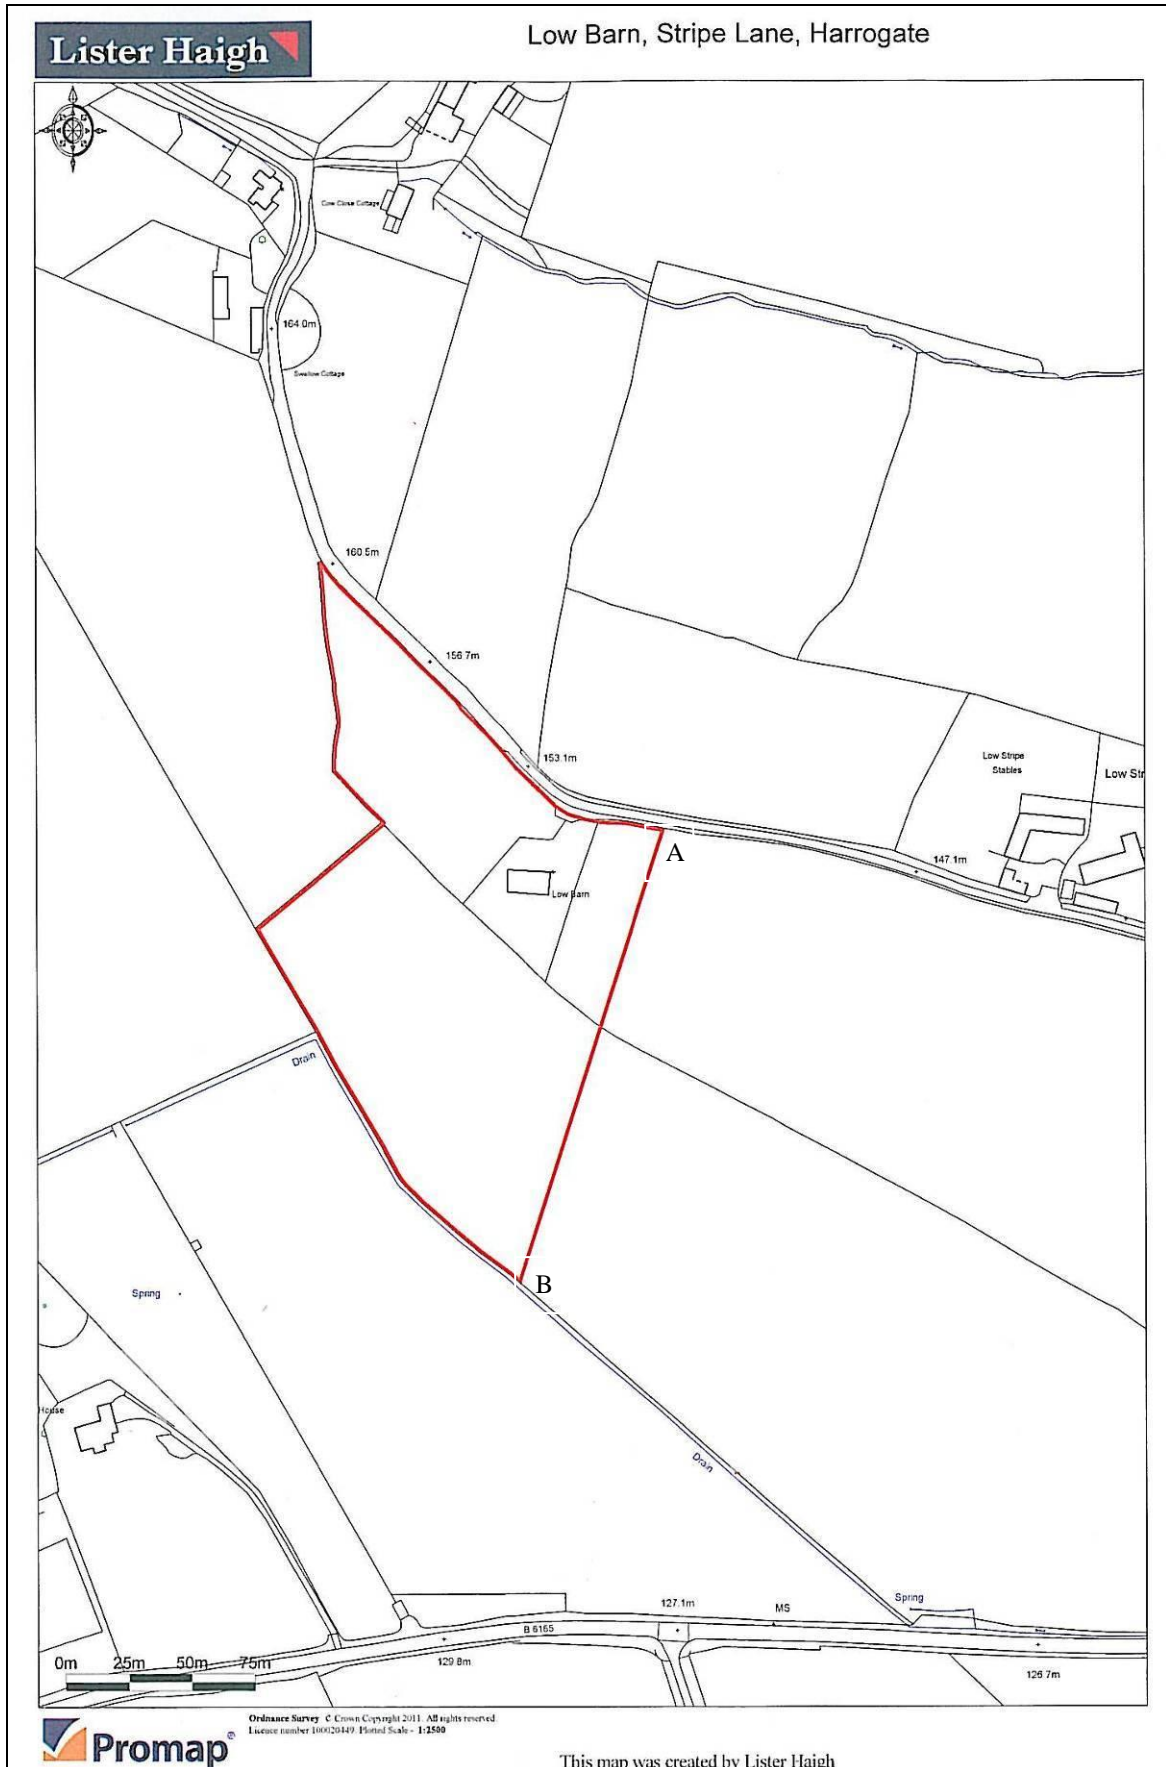 Lister Haigh
Low Barn, Stripe Lane, Harrogate
Cow Close Cottage
164.0m
Swallow Cottage
160.5m
156.7m
153.1m
Low Stripe
Stables
Low Str
A
147.1m
Low Barn
Drain
B
Spring
House
Drain
Spring
127.1m
MS
B 6165
0m 25m 50m 75m
129.8m
126.7m
Ordnance Survey © Crown Copyright 2011. All rights reserved.
Licence number 100020449. Plotted Scale - 1:2500
Promap®
This map was created by Lister Haigh